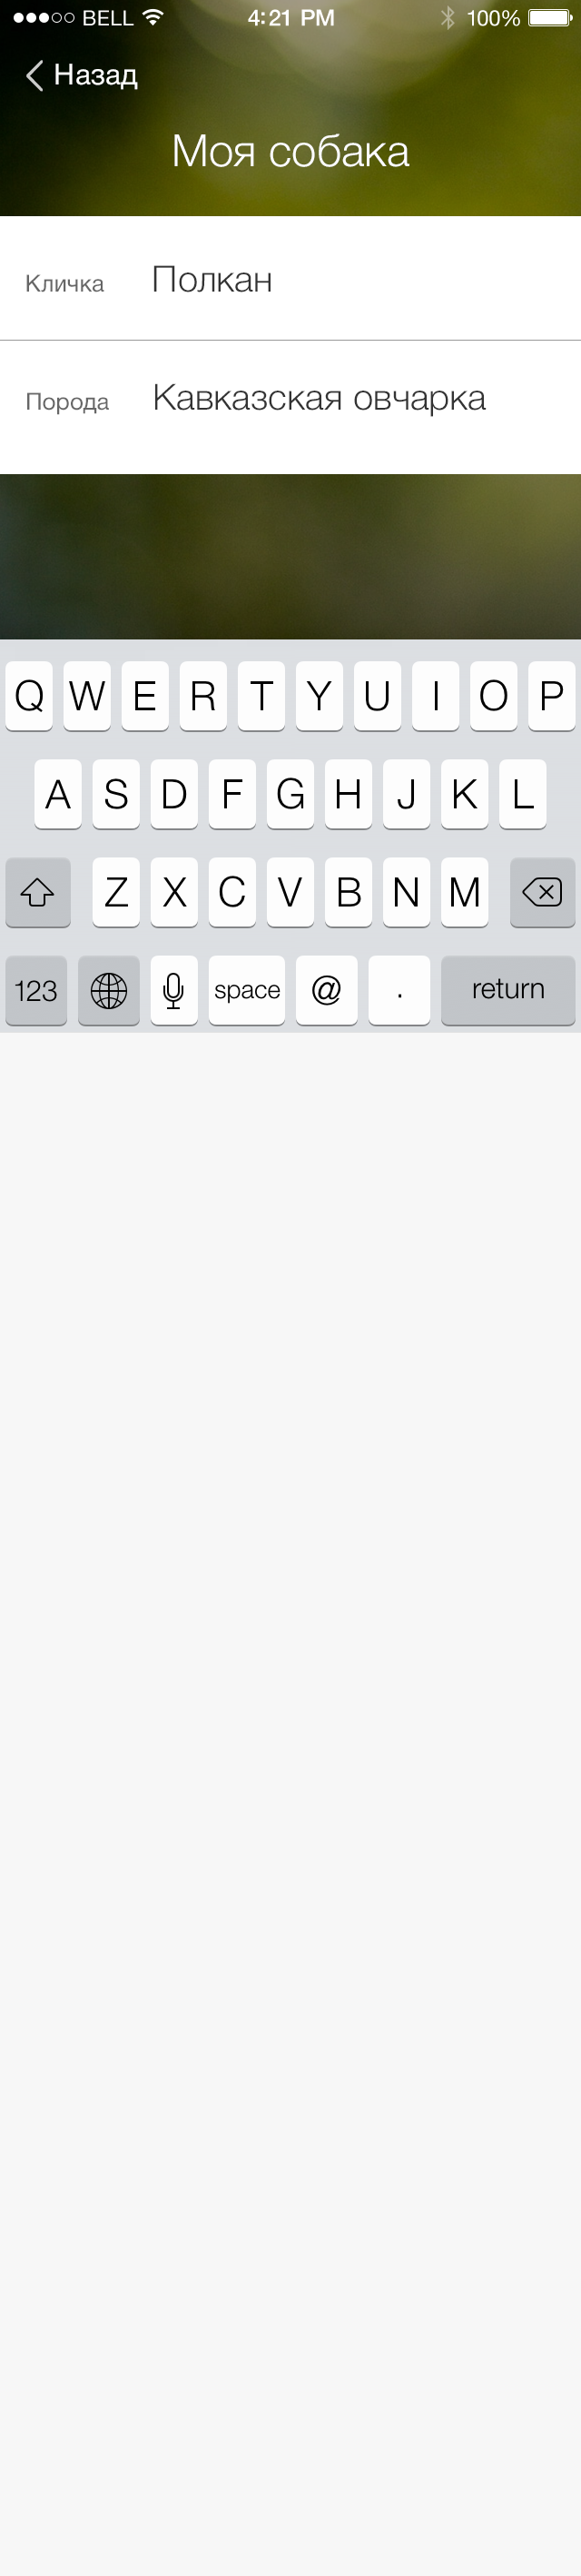 BELL 4:21 PM 100%
Назад
Моя собака
Кличка Полкан
Порода Кавказская овчарка
Q W E R T Y U I O P
A S D F G H J K L
Z X C V B N M
123 space @ . return